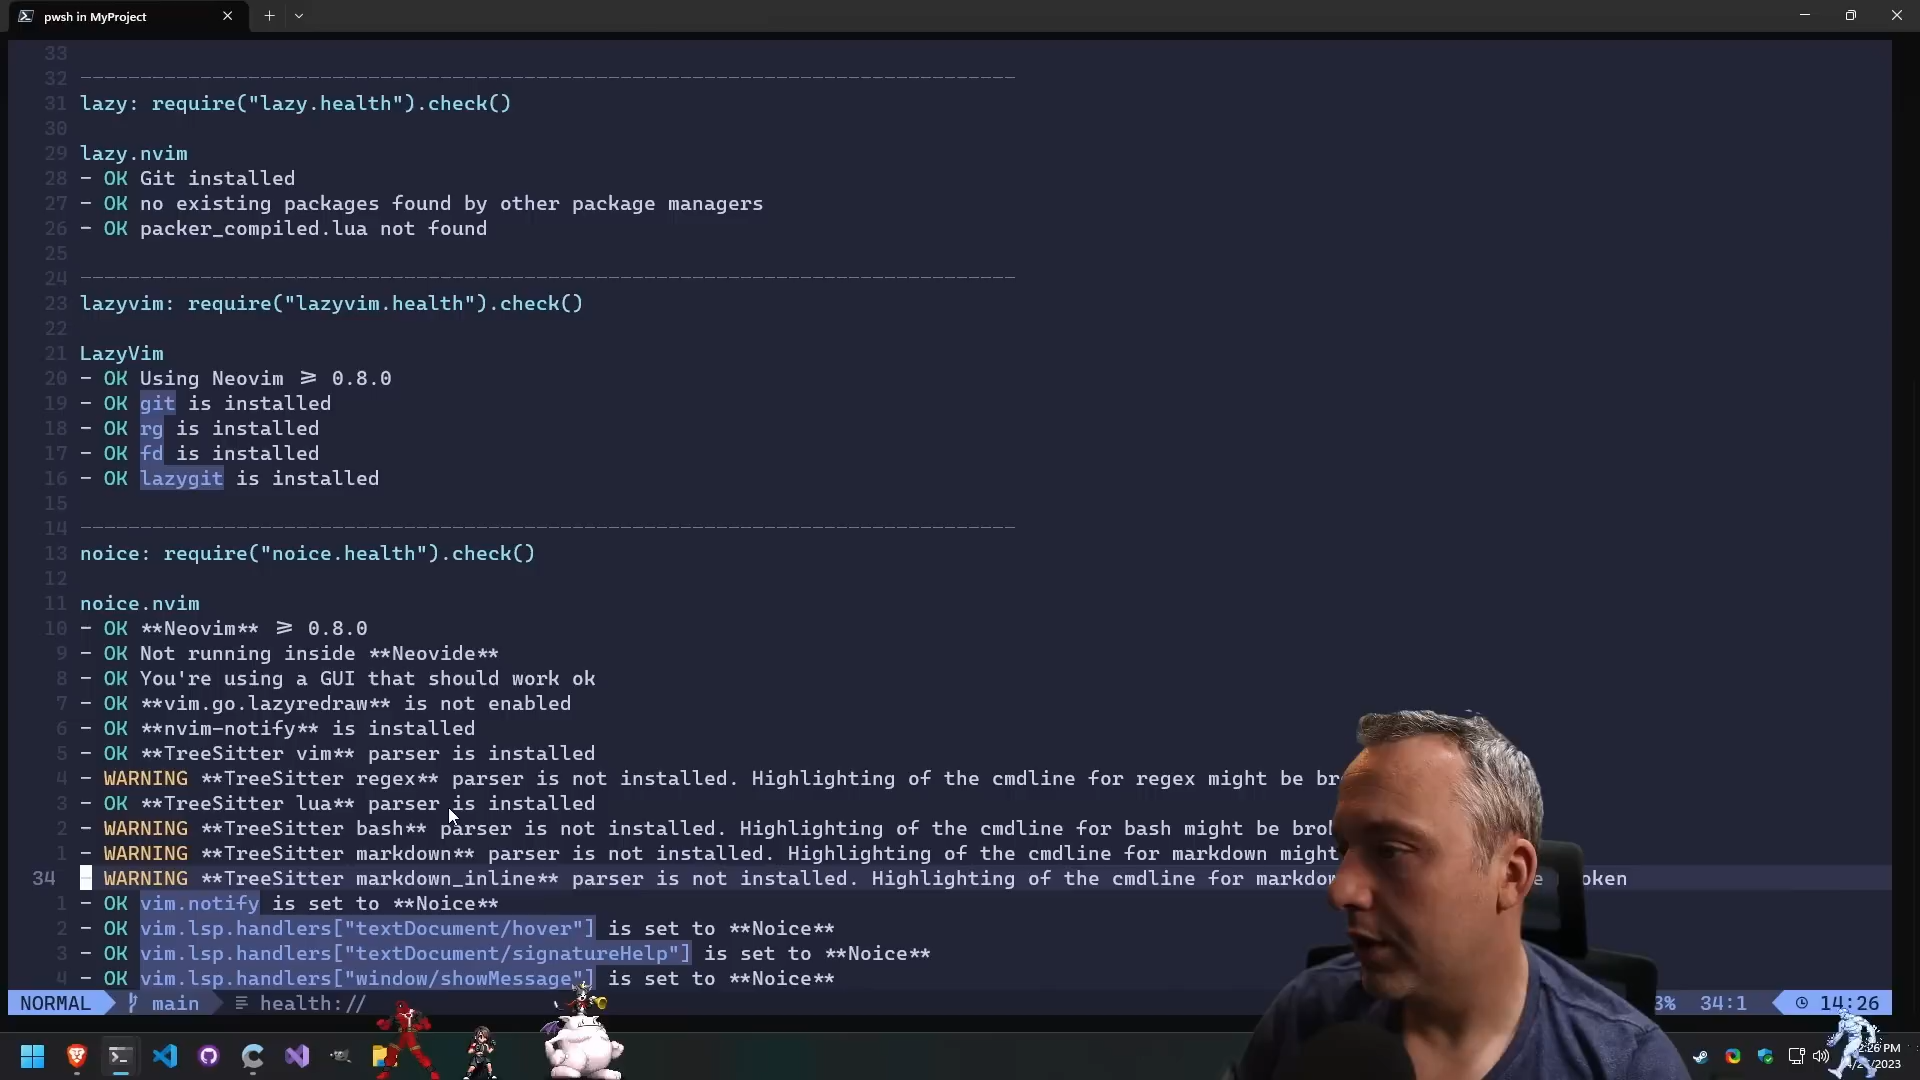 pwsh in MyProject
33
32 ------------------------------------------------------------------------------
31 lazy: require("lazy.health").check()
30
29 lazy.nvim
28 - OK Git installed
27 - OK no existing packages found by other package managers
26 - OK packer_compiled.lua not found
25
24 ------------------------------------------------------------------------------
23 lazyvim: require("lazyvim.health").check()
22
21 LazyVim
20 - OK Using Neovim ≥ 0.8.0
19 - OK git is installed
18 - OK rg is installed
17 - OK fd is installed
16 - OK lazygit is installed
15
14 ------------------------------------------------------------------------------
13 noice: require("noice.health").check()
12
11 noice.nvim
10 - OK **Neovim** ≥ 0.8.0
9 - OK Not running inside **Neovide**
8 - OK You're using a GUI that should work ok
7 - OK **vim.go.lazyredraw** is not enabled
6 - OK **nvim-notify** is installed
5 - OK **TreeSitter vim** parser is installed
4 - WARNING **TreeSitter regex** parser is not installed. Highlighting of the cmdline for regex might be
3 - OK **TreeSitter lua** parser is installed
2 - WARNING **TreeSitter bash** parser is not installed. Highlighting of the cmdline for bash might be
1 - WARNING **TreeSitter markdown** parser is not installed. Highlighting of the cmdline for markdown might
34 - WARNING **TreeSitter markdown_inline** parser is not installed. Highlighting of the cmdline for
1 - OK vim.notify is set to **Noice**
2 - OK vim.lsp.handlers["textDocument/hover"] is set to **Noice**
3 - OK vim.lsp.handlers["textDocument/signatureHelp"] is set to **Noice**
4 - OK vim.lsp.handlers["window/showMessage"] is set to **Noice**
NORMAL main health:// 34:1 14:26